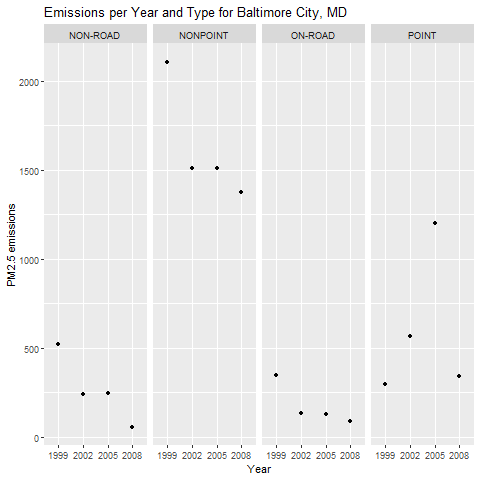 Emissions per Year and Type for Baltimore City, MD
NON-ROAD NONPOINT ON-ROAD POINT
PM2.5 emissions
2000
1500
1000
500
0
1999 2002 2005 2008 1999 2002 2005 2008 1999 2002 2005 2008 1999 2002 2005 2008
Year